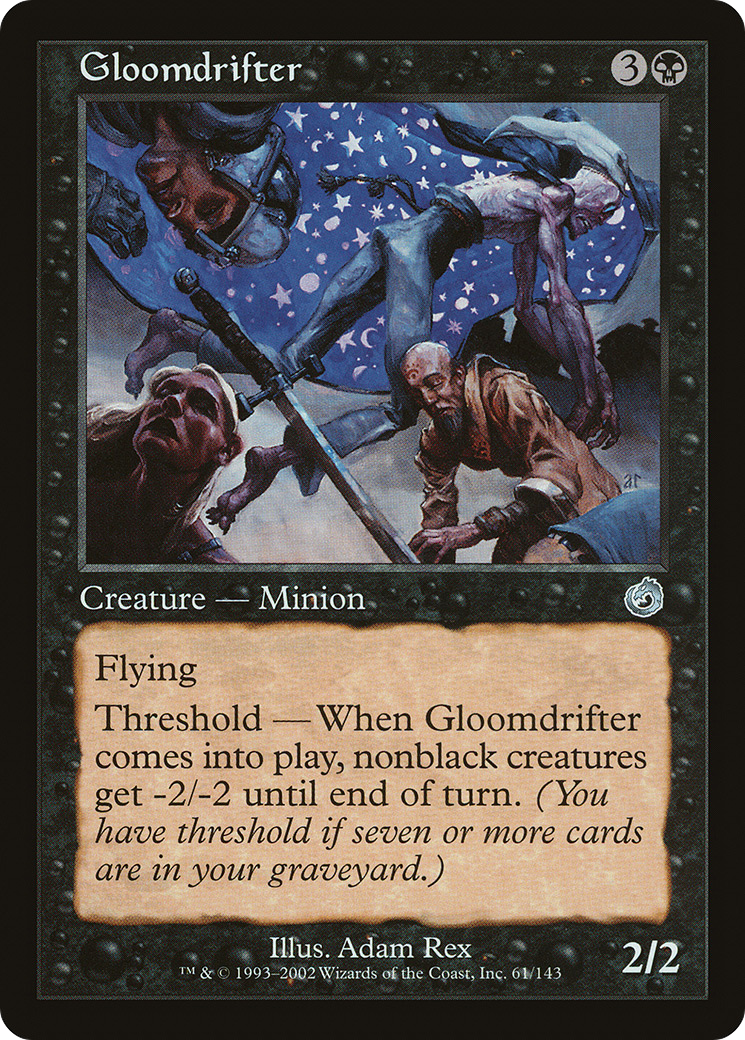 Gloomdrifter 3
ar
Creature — Minion
Flying
Threshold — When Gloomdrifter
comes into play, nonblack creatures
get -2/-2 until end of turn. (You
have threshold if seven or more cards
are in your graveyard.)
Illus. Adam Rex
™ & © 1993–2002 Wizards of the Coast, Inc. 61/143
2/2